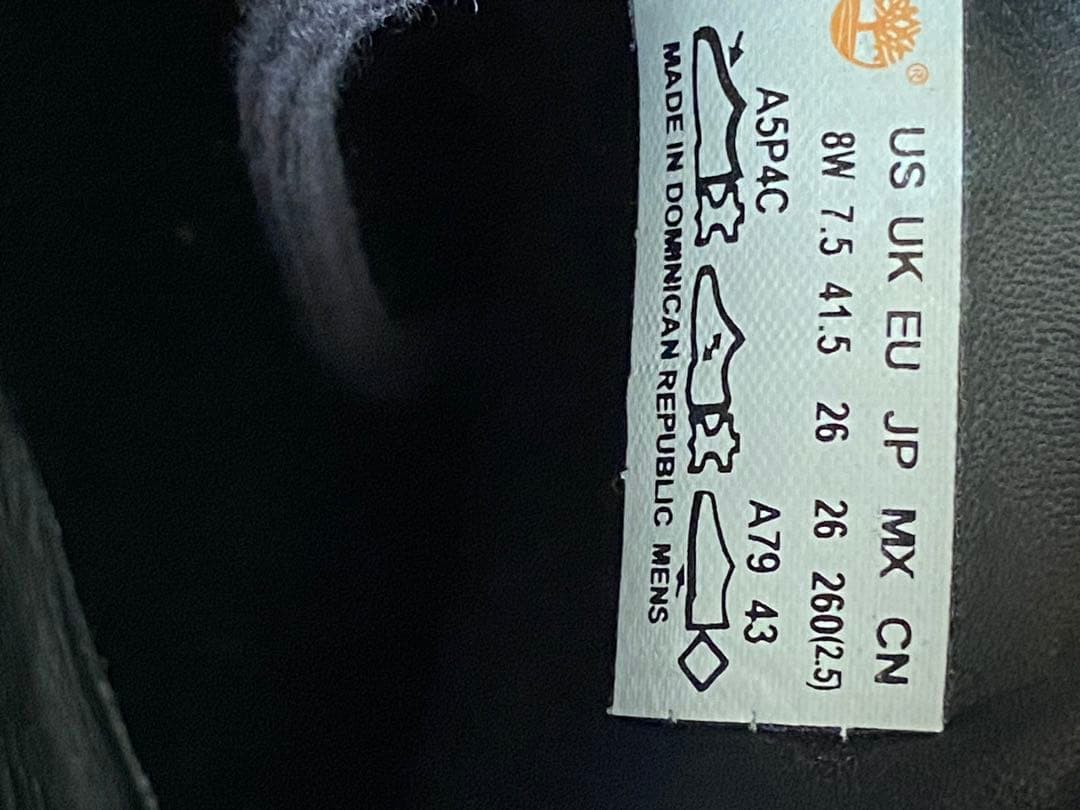 ®
US UK EU JP MX CN
8W 7.5 41.5 26 26 260(2.5)
A5P4C A79 43
MADE IN DOMINICAN REPUBLIC MENS